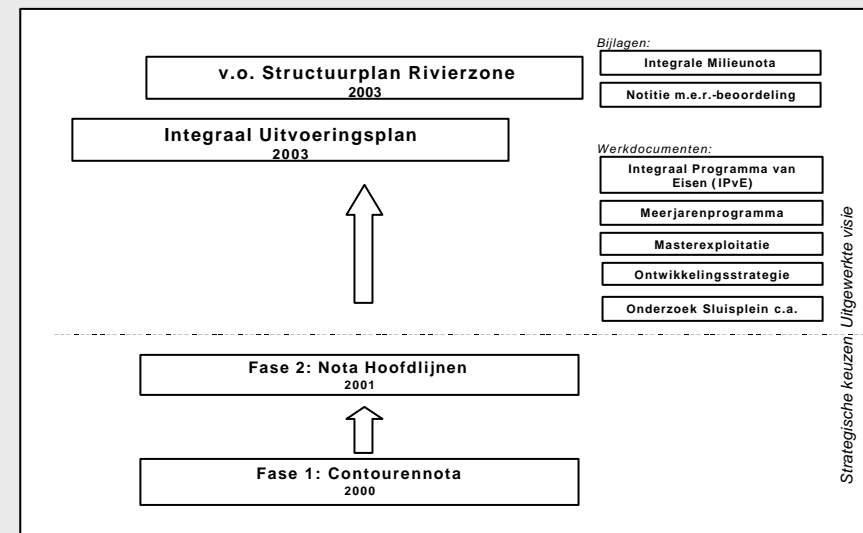 v.o. Structuurplan Rivierzone
2003
Integraal Uitvoeringsplan
2003
Bijlagen:
Integrale Milieunota
Notitie m.e.r.-beoordeling
Werkdocumenten:
Integraal Programma van
Eisen (IPvE)
Meerjarenprogramma
Masterexploitatie
Ontwikkelingsstrategie
Onderzoek Sluisplein c.a.
Fase 2: Nota Hoofdlijnen
2001
Fase 1: Contourennota
2000
Strategische keuzen Uitgewerkte visie